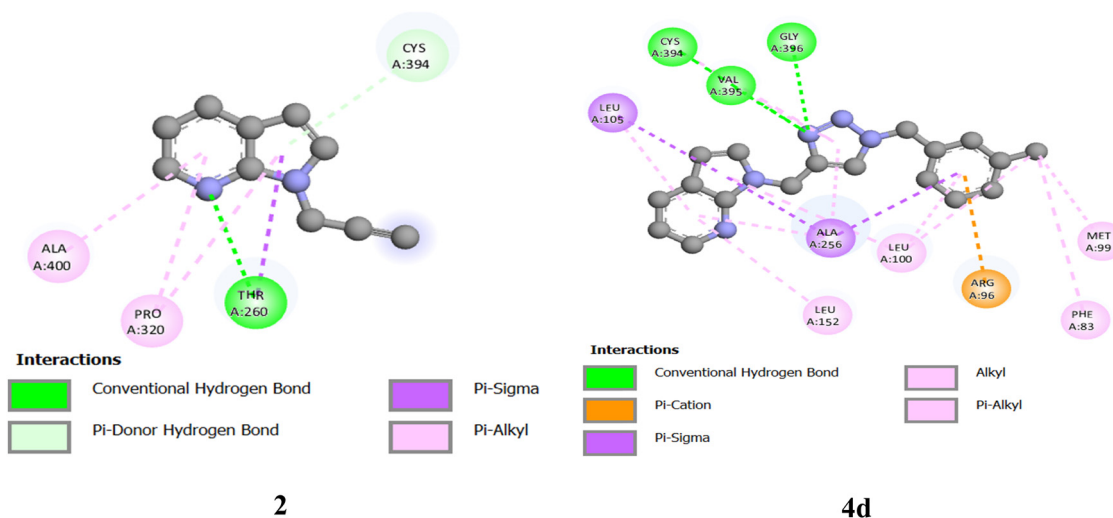 CYS
A:394
ALA
A:400
PRO
A:320
THR
A:260
Interactions
Conventional Hydrogen Bond
Pi-Donor Hydrogen Bond
Pi-Sigma
Pi-Alkyl
2
CYS
A:394
GLY
A:396
VAL
A:395
LEU
A:105
ALA
A:256
LEU
A:100
MET
A:99
ARG
A:96
PHE
A:83
LEU
A:152
Interactions
Conventional Hydrogen Bond
Pi-Cation
Pi-Sigma
Alkyl
Pi-Alkyl
4d